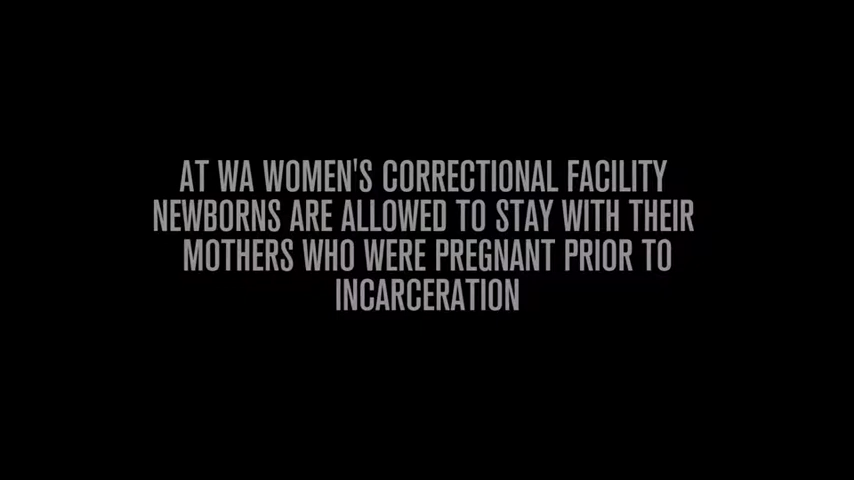 AT WA WOMEN'S CORRECTIONAL FACILITY
NEWBORNS ARE ALLOWED TO STAY WITH THEIR
MOTHERS WHO WERE PREGNANT PRIOR TO
INCARCERATION